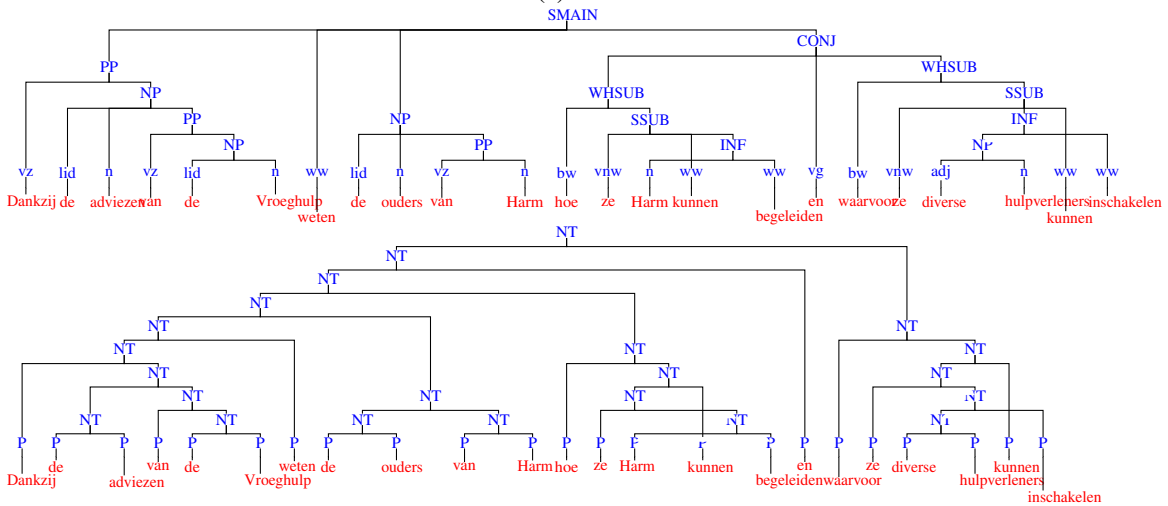 SMAIN
CONJ
PP WHSUB
NP WHSUB SSUB
PP NP SSUB INF
NP PP INF NP
vz lid n vz lid n ww lid n vz n bw vnw n ww ww vg bw vnw adj n ww ww
Dankzij de adviezen van de Vroeghulp weten de ouders van Harm hoe ze Harm kunnen begeleiden en waarvoor ze diverse hulpverleners kunnen inschakelen
NT
NT
NT
NT
NT NT
NT NT NT
NT NT NT
NT NT NT NT
NT NT NT NT NT NT
P P P P P P P P P P P P P P P P P P P P P P P
Dankzij de adviezen van de Vroeghulp weten de ouders van Harm hoe ze Harm kunnen begeleiden en waarvoor ze diverse hulpverleners kunnen inschakelen